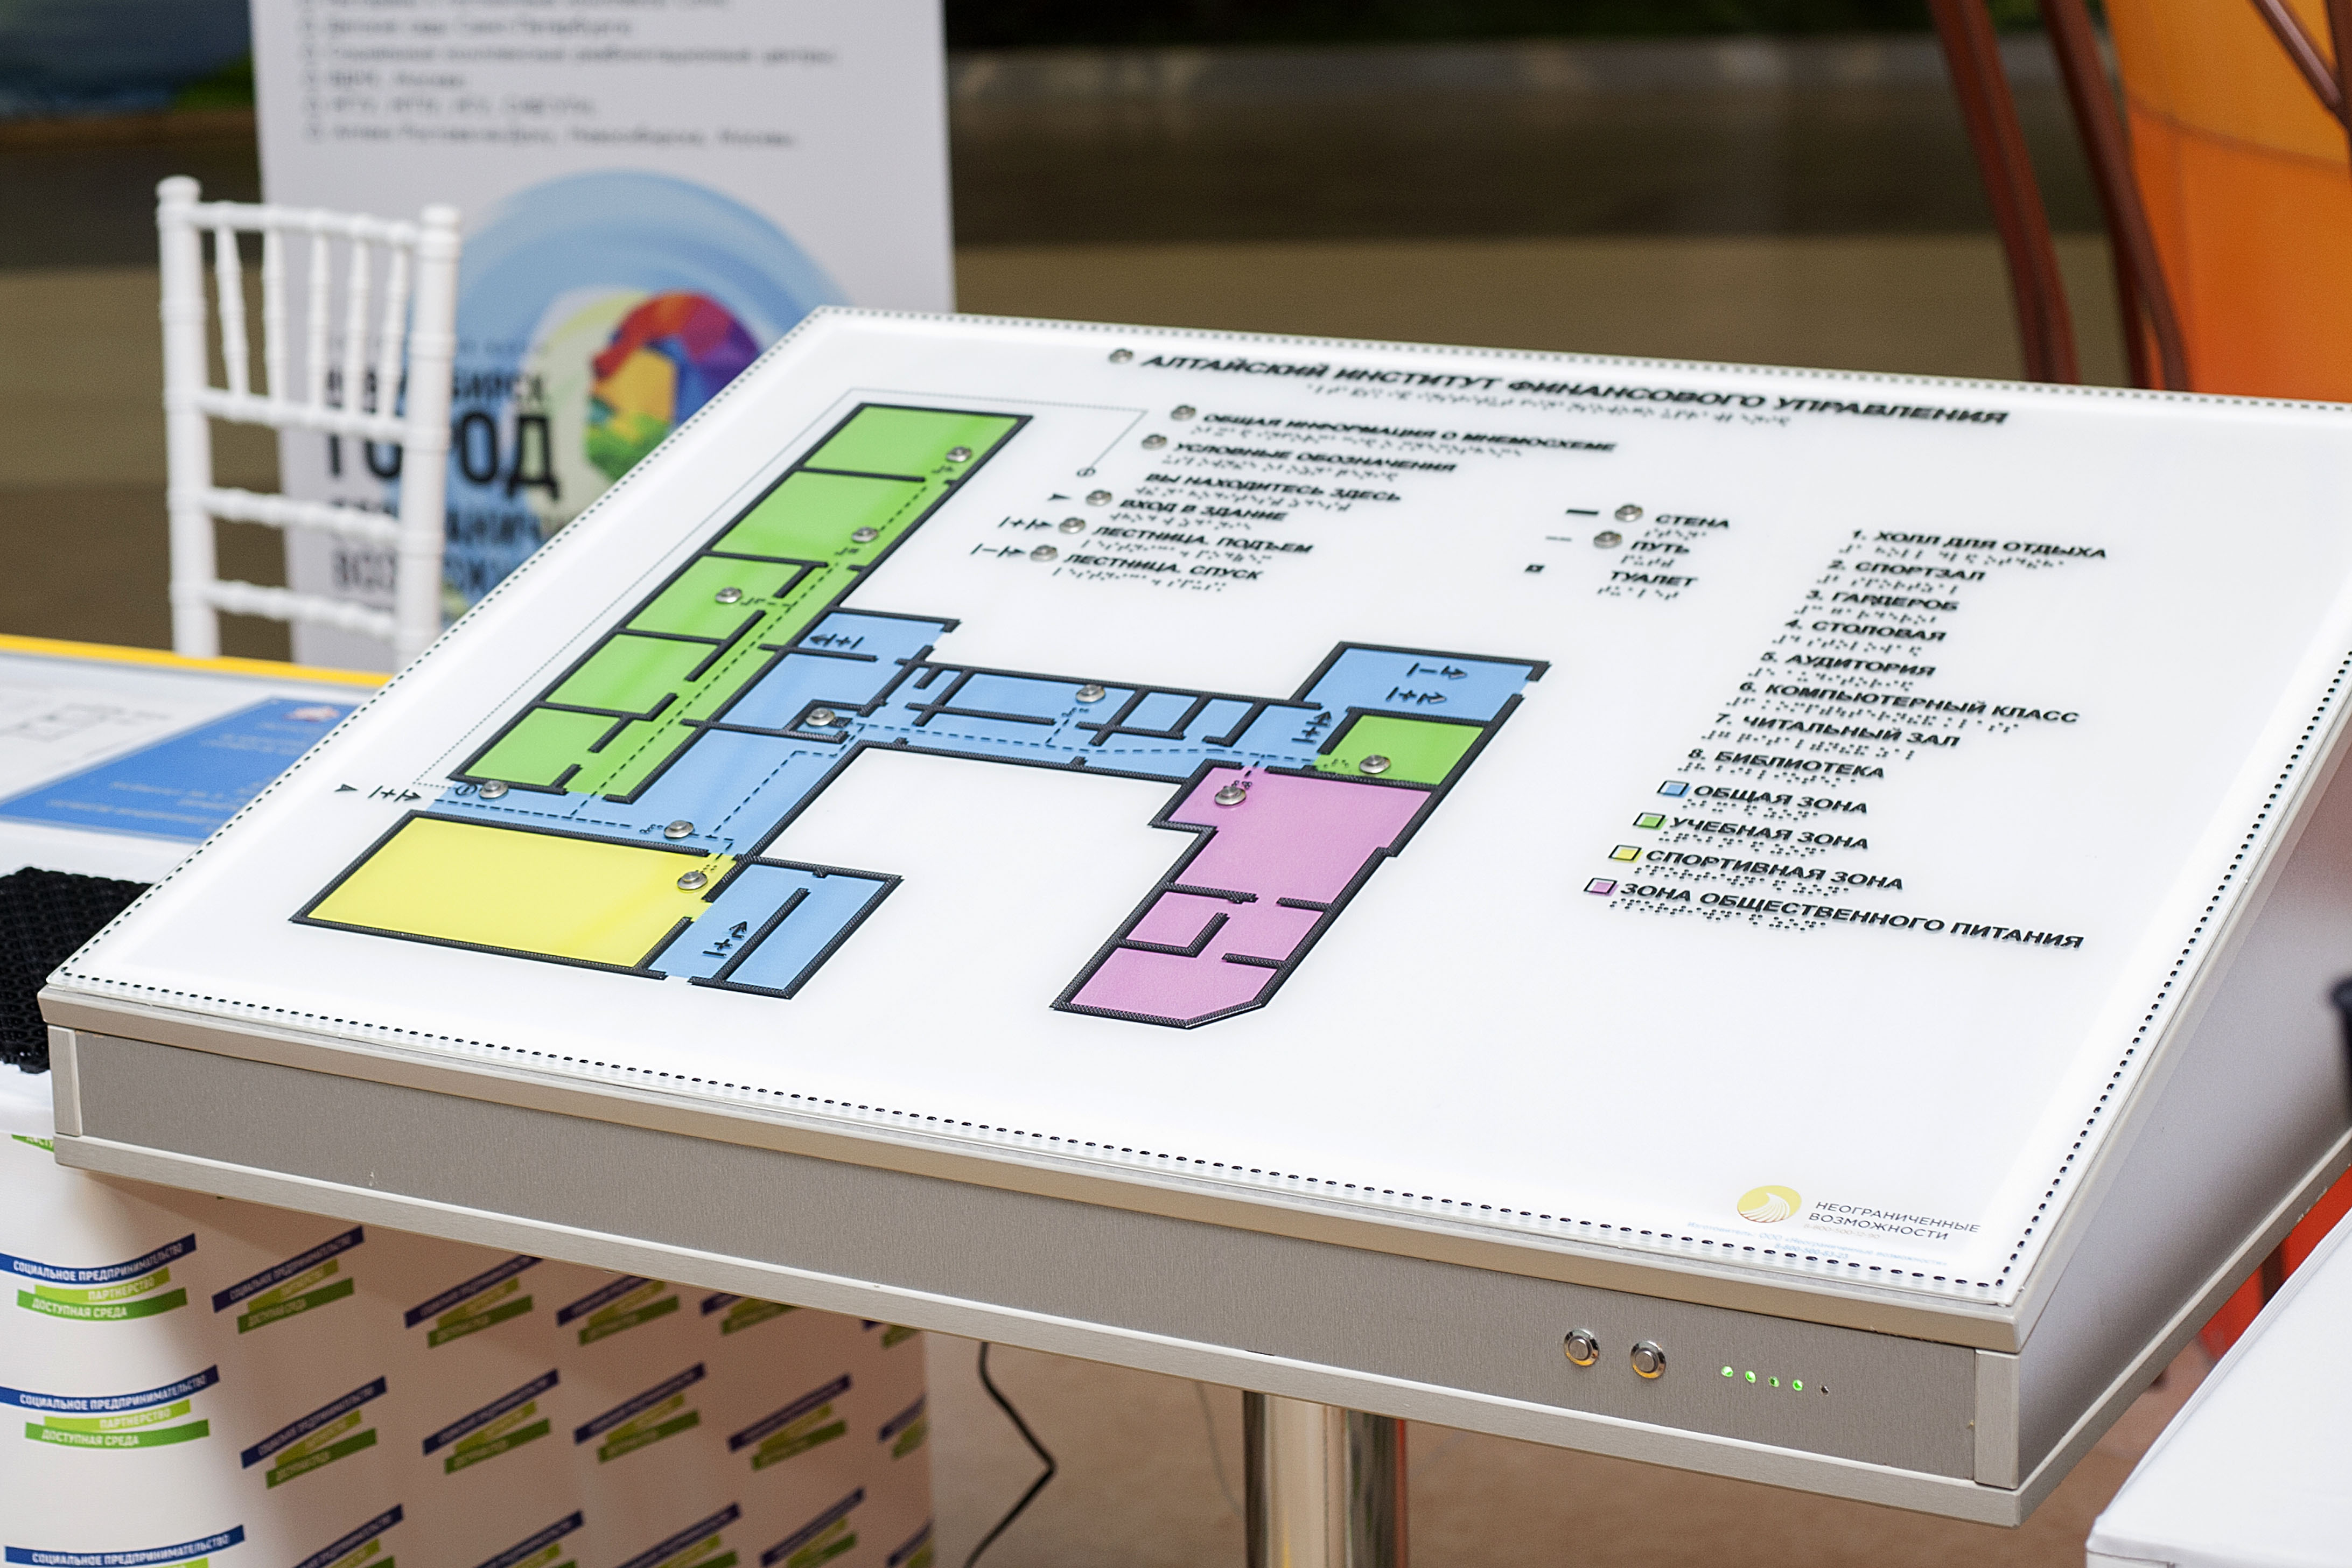 ГОРОД
АЛТАЙСКИЙ ИНСТИТУТ ФИНАНСОВОГО УПРАВЛЕНИЯ
ОБЩАЯ ИНФОРМАЦИЯ О МНЕМОСХЕМЕ
УСЛОВНЫЕ ОБОЗНАЧЕНИЯ
ВЫ НАХОДИТЕСЬ ЗДЕСЬ
ВХОД В ЗДАНИЕ
ЛЕСТНИЦА. ПОДЪЕМ
ЛЕСТНИЦА. СПУСК
СТЕНА
ПУТЬ
ТУАЛЕТ
1. ХОЛЛ ДЛЯ ОТДЫХА
2. СПОРТЗАЛ
3. ГАРДЕРОБ
4. СТОЛОВАЯ
5. АУДИТОРИЯ
6. КОМПЬЮТЕРНЫЙ КЛАСС
7. ЧИТАЛЬНЫЙ ЗАЛ
8. БИБЛИОТЕКА
ОБЩАЯ ЗОНА
УЧЕБНАЯ ЗОНА
СПОРТИВНАЯ ЗОНА
ЗОНА ОБЩЕСТВЕННОГО ПИТАНИЯ
НЕОГРАНИЧЕННЫЕ
ВОЗМОЖНОСТИ
СОЦИАЛЬНОЕ ПРЕДПРИНИМАТЕЛЬСТВО
ПАРТНЕРСТВО
ДОСТУПНАЯ СРЕДА
СОЦИАЛЬНОЕ ПРЕДПРИНИМАТЕЛЬСТВО
ПАРТНЕРСТВО
ДОСТУПНАЯ СРЕДА
СОЦИАЛЬНОЕ ПРЕДПРИНИМАТЕЛЬСТВО